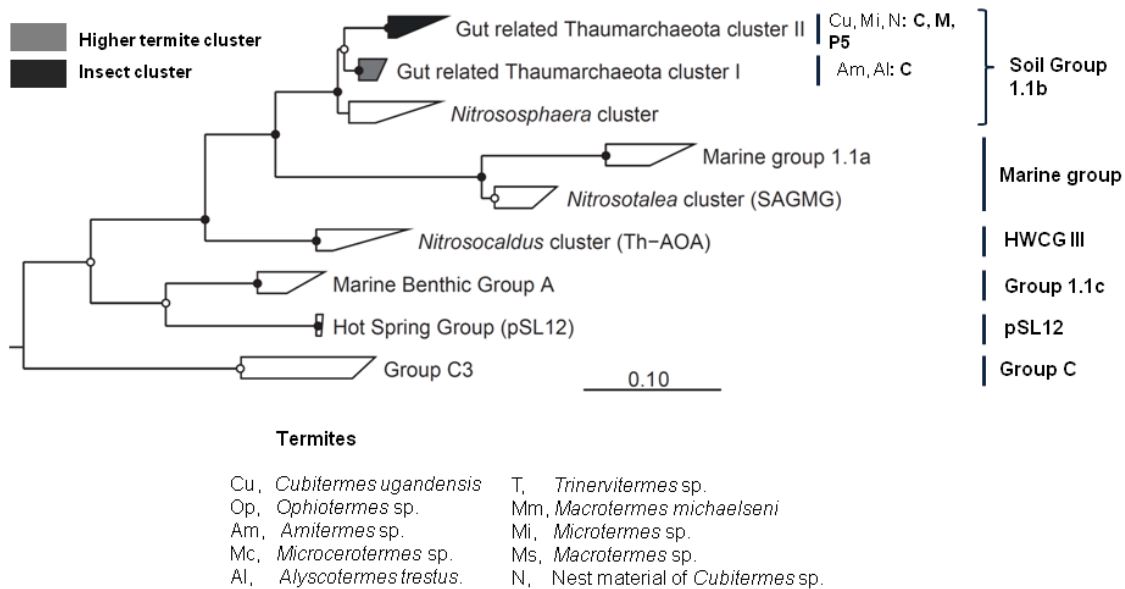 Higher termite cluster
Insect cluster
Gut related Thaumarchaeota cluster II
Cu, Mi, N: C, M,
P5
Gut related Thaumarchaeota cluster I
Am, Al: C
Soil Group
1.1b
Nitrososphaera cluster
Marine group 1.1a
Marine group
Nitrosotalea cluster (SAGMG)
Nitrosocaldus cluster (Th−AOA)
HWCG III
Marine Benthic Group A
Group 1.1c
Hot Spring Group (pSL12)
pSL12
Group C3
Group C
0.10
Termites
Cu, Cubitermes ugandensis T, Trinervitermes sp.
Op, Ophiotermes sp. Mm, Macrotermes michaelseni
Am, Amitermes sp. Mi, Microtermes sp.
Mc, Microcerotermes sp. Ms, Macrotermes sp.
Al, Alyscotermes trestus. N, Nest material of Cubitermes sp.